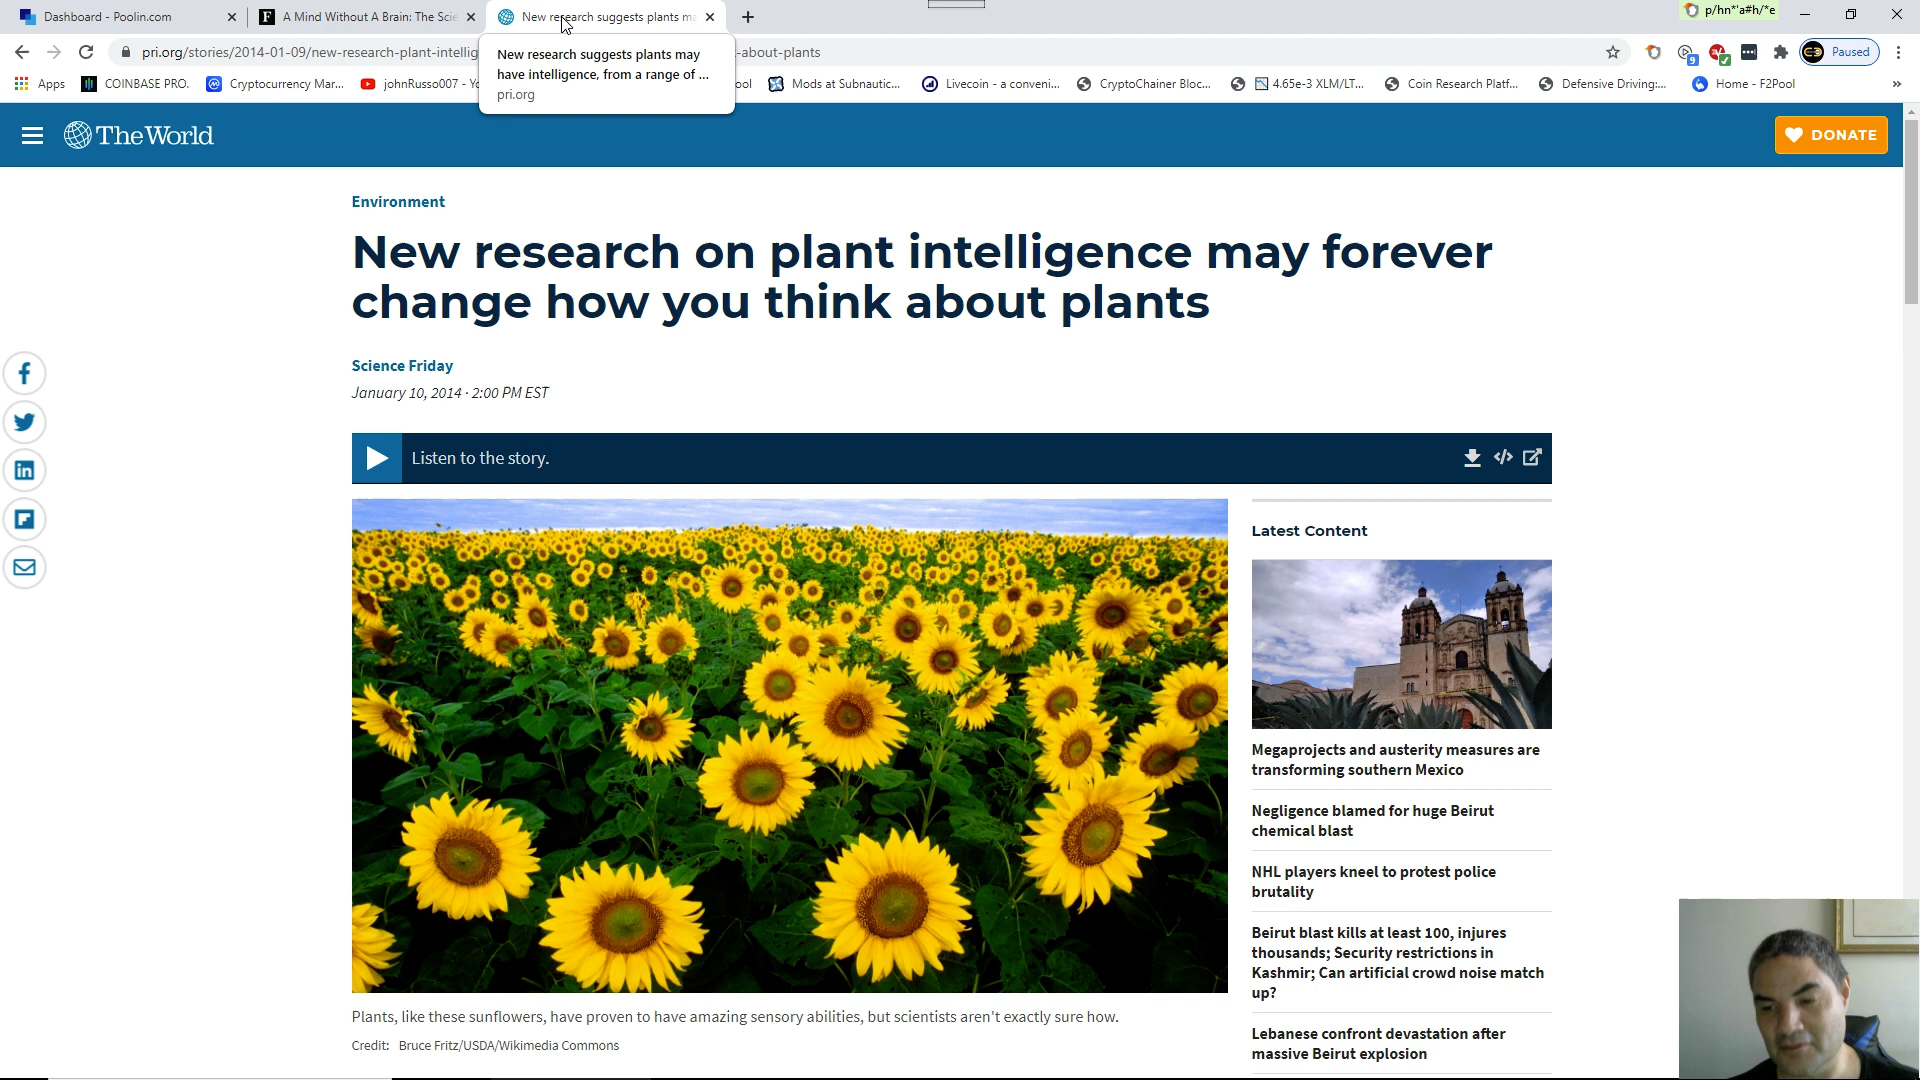 Dashboard - Poolin.com
A Mind Without A Brain: The Scie
New research suggests plants ma
p/hn*'a#h/*e
pri.org/stories/2014-01-09/new-research-plant-intellig
-about-plants
9
Paused
New research suggests plants may
have intelligence, from a range of ...
pri.org
Apps
COINBASE PRO.
Cryptocurrency Mar...
johnRusso007 - Yo
ool
Mods at Subnautic...
Livecoin - a conveni...
CryptoChainer Bloc...
4.65e-3 XLM/LT...
Coin Research Platf...
Defensive Driving:...
Home - F2Pool
»
The World
DONATE
Environment
New research on plant intelligence may forever
change how you think about plants
Science Friday
January 10, 2014 · 2:00 PM EST
Listen to the story.
Latest Content
Megaprojects and austerity measures are
transforming southern Mexico
Negligence blamed for huge Beirut
chemical blast
NHL players kneel to protest police
brutality
Beirut blast kills at least 100, injures
thousands; Security restrictions in
Kashmir; Can artificial crowd noise match
up?
Lebanese confront devastation after
massive Beirut explosion
Plants, like these sunflowers, have proven to have amazing sensory abilities, but scientists aren't exactly sure how.
Credit: Bruce Fritz/USDA/Wikimedia Commons